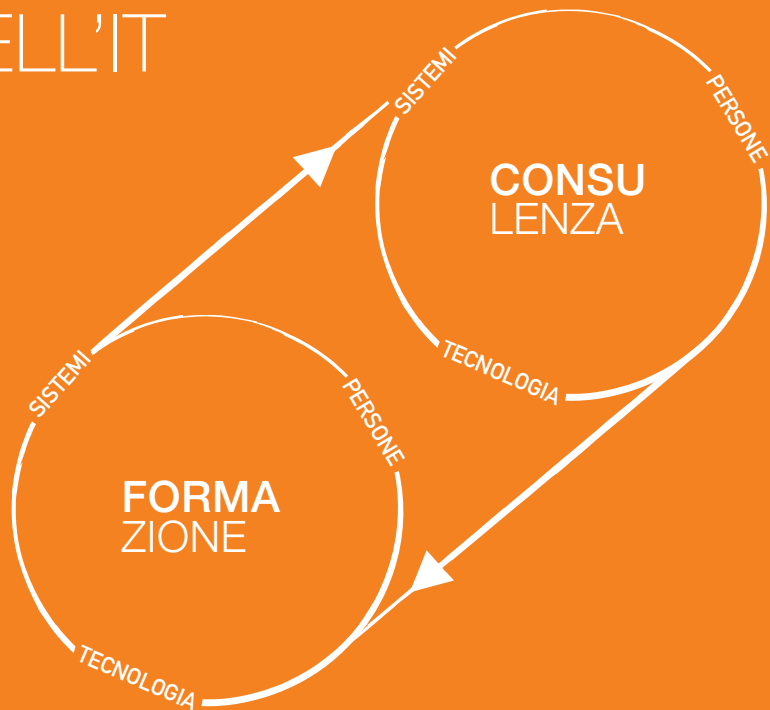 ELL'IT
SISTEMI
PERSONE
CONSU
LENZA
TECNOLOGIA
SISTEMI
PERSONE
FORMA
ZIONE
TECNOLOGIA